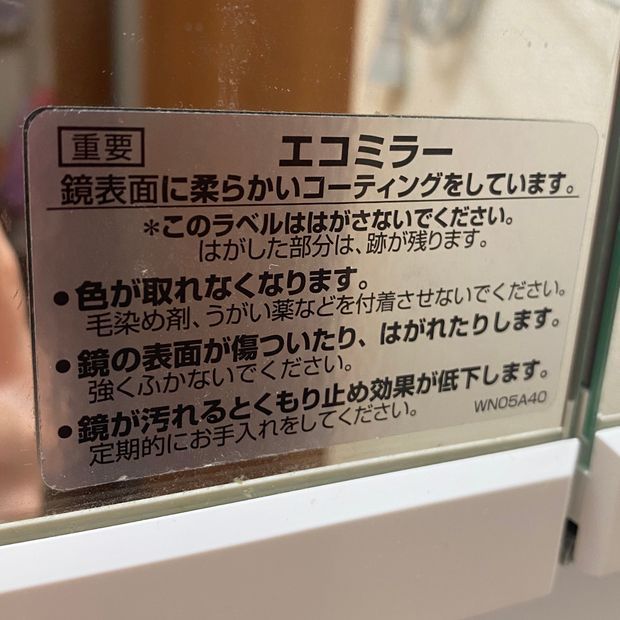 重要 エコミラー
鏡表面に柔らかいコーティングをしています。
*このラベルははがさないでください。
はがした部分は、跡が残ります。
•色が取れなくなります。
毛染め剤、うがい薬などを付着させないでください。
•鏡の表面が傷ついたり、はがれたりします。
強くふかないでください。
•鏡が汚れるとくもり止め効果が低下します。
定期的にお手入れをしてください。 WN05A40